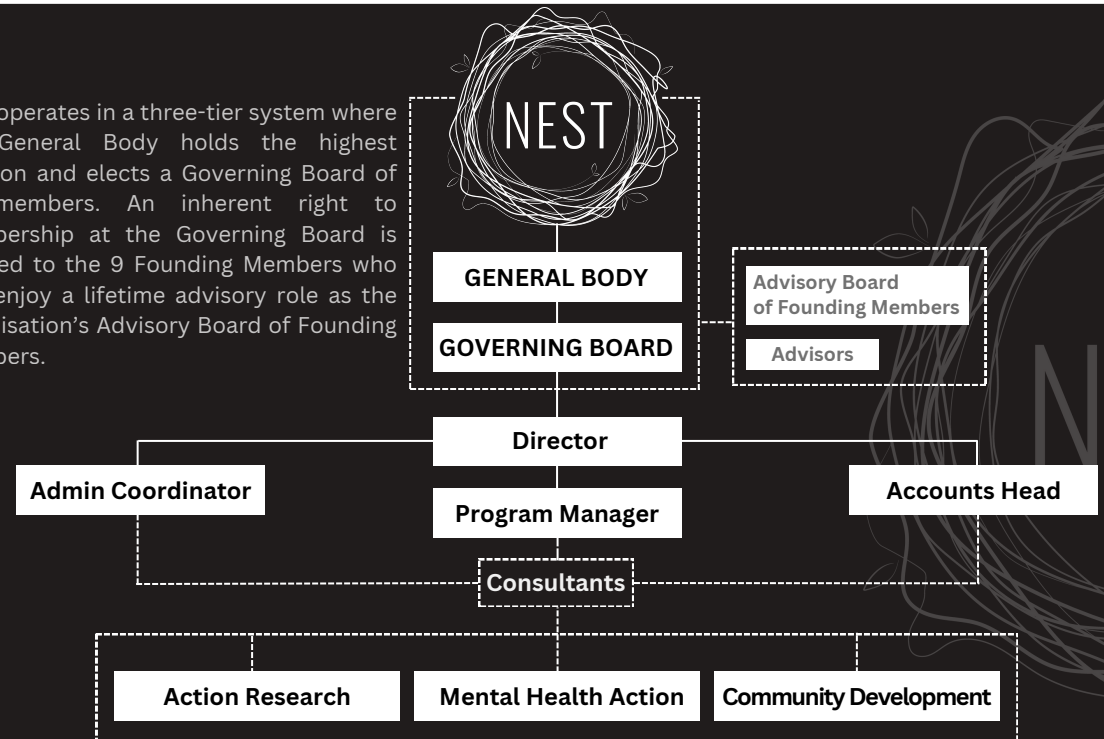 operates in a three-tier system where
General Body holds the highest
on and elects a Governing Board of
members. An inherent right to
bership at the Governing Board is
ed to the 9 Founding Members who
enjoy a lifetime advisory role as the
isation's Advisory Board of Founding
bers.
NEST
GENERAL BODY
GOVERNING BOARD
Advisory Board
of Founding Members
Advisors
Director
Admin Coordinator
Accounts Head
Program Manager
Consultants
Action Research
Mental Health Action
Community Development
N